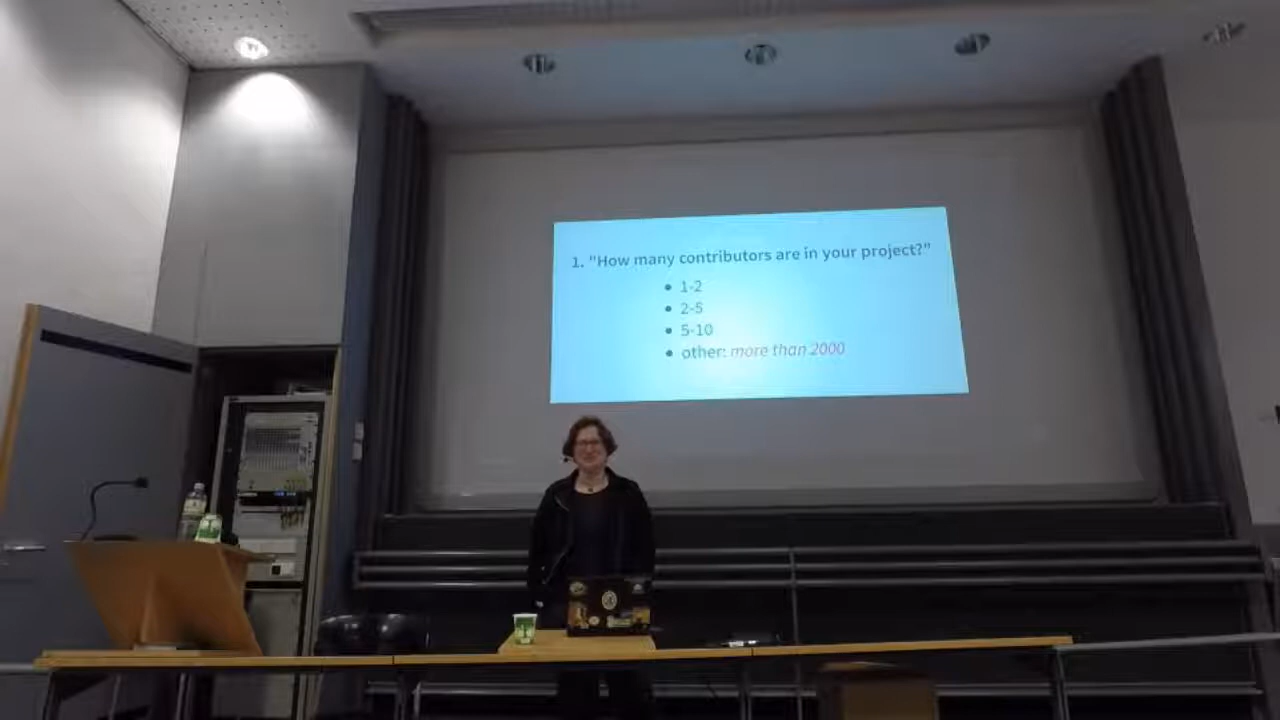 1. "How many contributors are in your project?"
• 1-2
• 2-5
• 5-10
• other: more than 2000